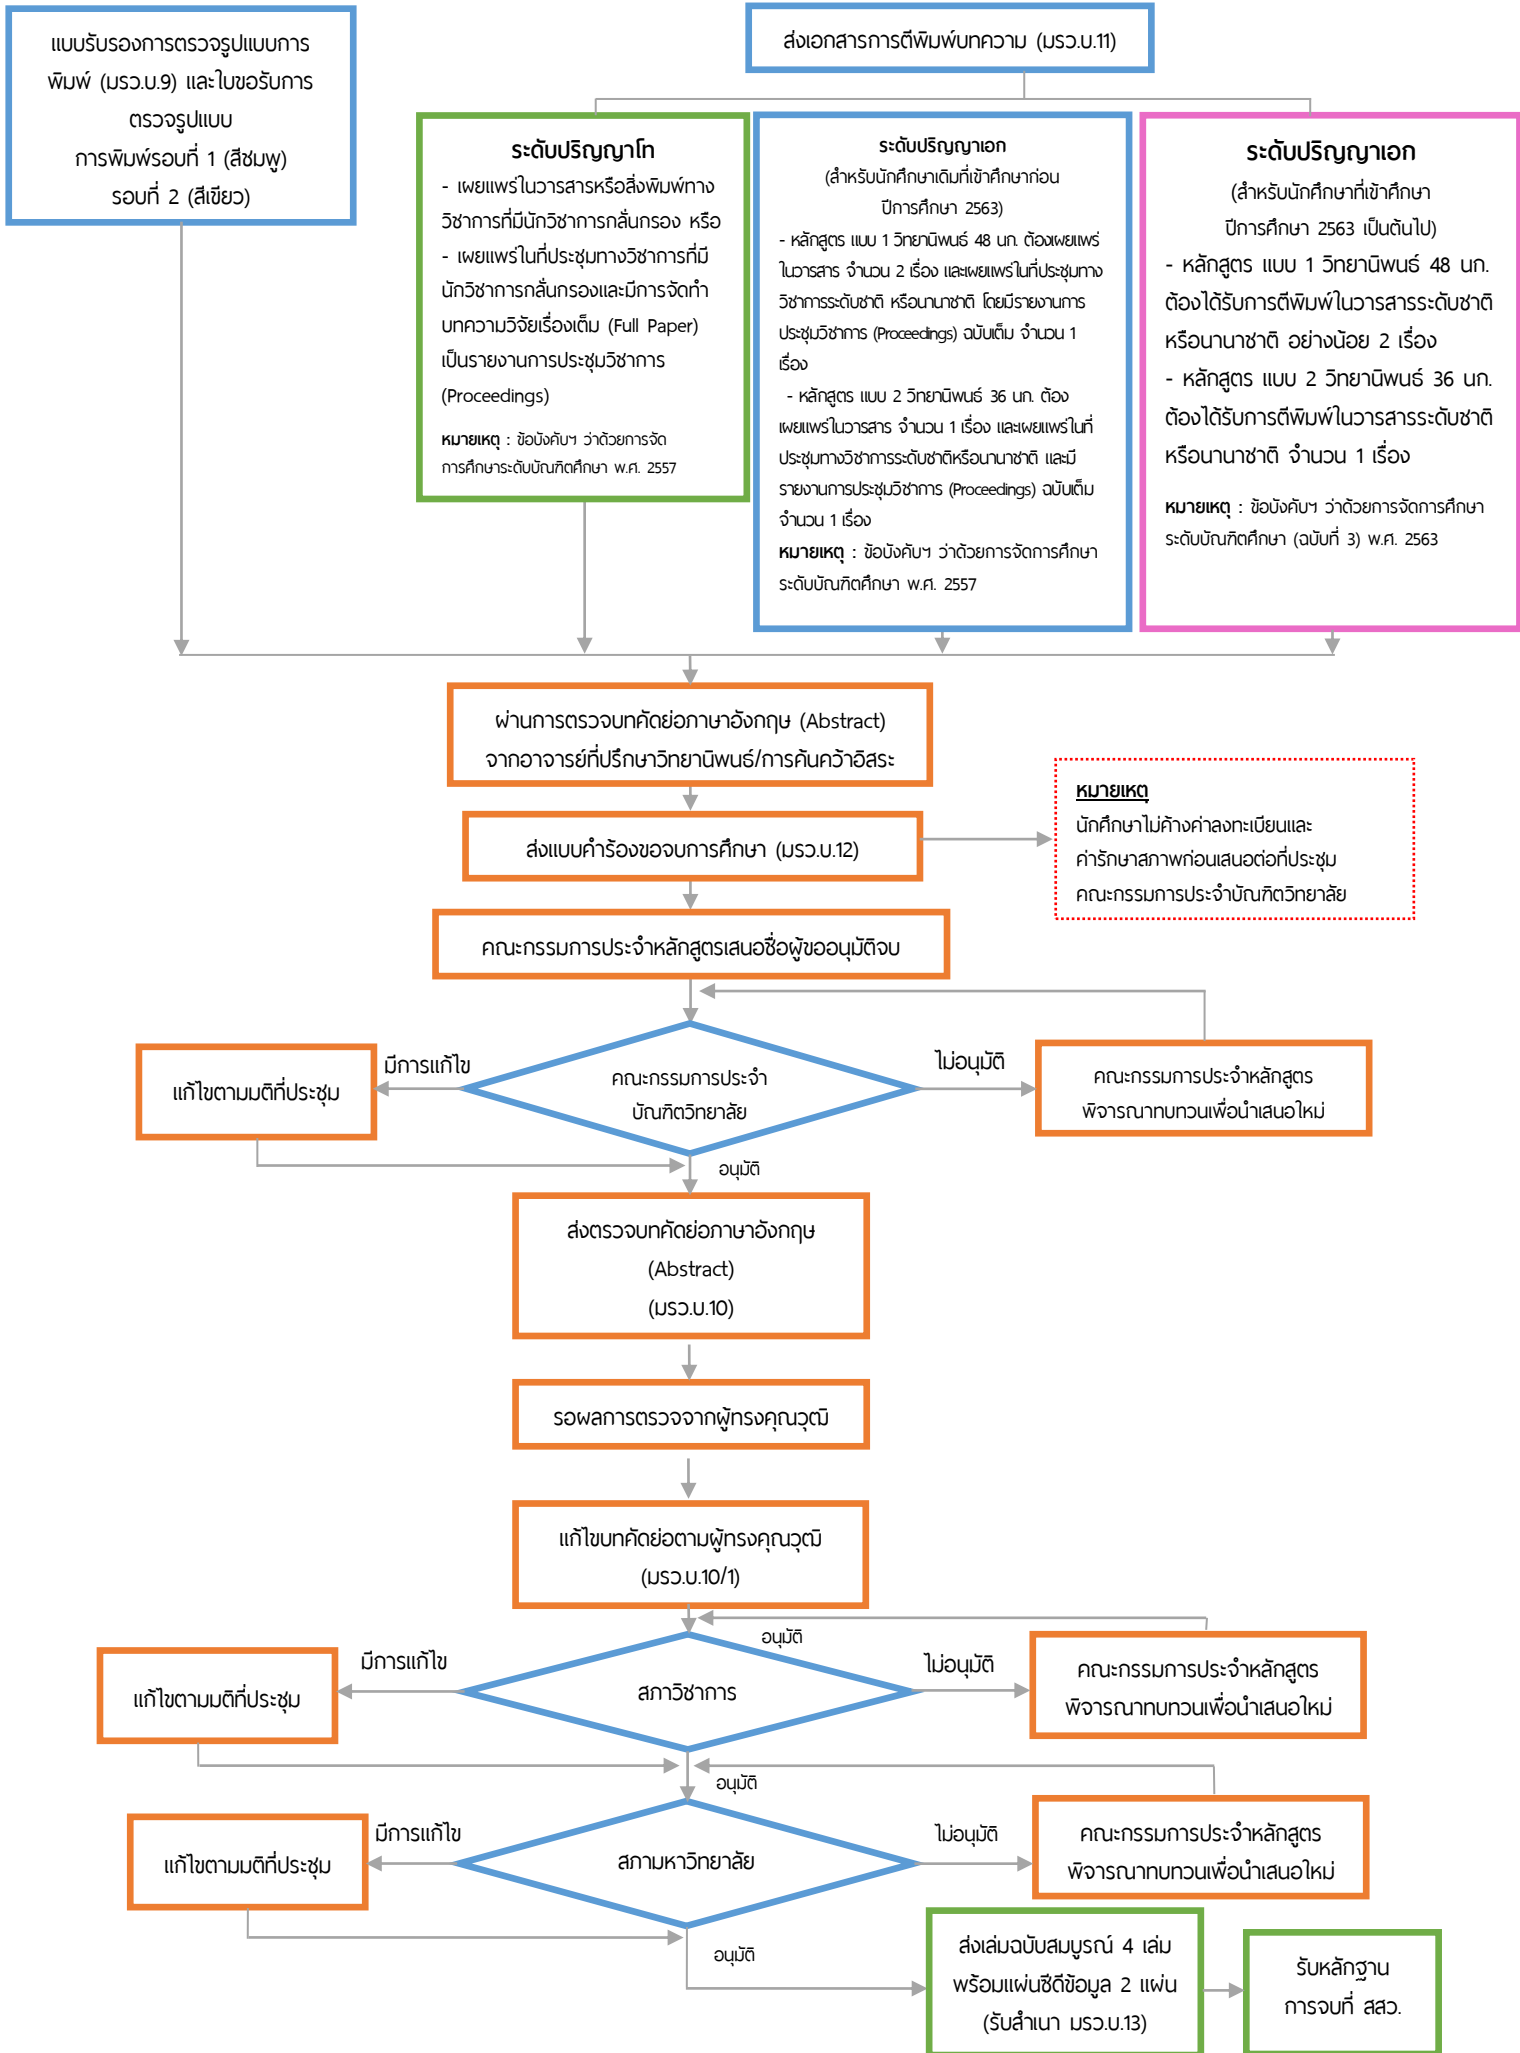 แบบรับรองการตรวจรูปแบบการ
พิมพ์ (มรว.บ.9) และใบขอรับการ
ตรวจรูปแบบ
การพิมพ์รอบที่ 1 (สีชมพู)
รอบที่ 2 (สีเขียว)
ส่งเอกสารการตีพิมพ์บทความ (มรว.บ.11)
ระดับปริญญาโท
- เผยแพร่ในวารสารหรือสิ่งพิมพ์ทาง
วิชาการที่มีนักวิชาการกลั่นกรอง หรือ
- เผยแพร่ในที่ประชุมทางวิชาการที่มี
นักวิชาการกลั่นกรองและมีการจัดทำ
บทความวิจัยเรื่องเต็ม (Full Paper)
เป็นรายงานการประชุมวิชาการ
(Proceedings)
หมายเหตุ : ข้อบังคับฯ ว่าด้วยการจัด
การศึกษาระดับบัณฑิตศึกษา พ.ศ. 2557
ระดับปริญญาเอก
(สำหรับนักศึกษาเดิมที่เข้าศึกษาก่อน
ปีการศึกษา 2563)
- หลักสูตร แบบ 1 วิทยานิพนธ์ 48 นก. ต้องเผยแพร่
ในวารสาร จำนวน 2 เรื่อง และเผยแพร่ในที่ประชุมทาง
วิชาการระดับชาติ หรือนานาชาติ โดยมีรายงานการ
ประชุมวิชาการ (Proceedings) ฉบับเต็ม จำนวน 1
เรื่อง
- หลักสูตร แบบ 2 วิทยานิพนธ์ 36 นก. ต้อง
เผยแพร่ในวารสาร จำนวน 1 เรื่อง และเผยแพร่ในที่
ประชุมทางวิชาการระดับชาติหรือนานาชาติ และมี
รายงานการประชุมวิชาการ (Proceedings) ฉบับเต็ม
จำนวน 1 เรื่อง
หมายเหตุ : ข้อบังคับฯ ว่าด้วยการจัดการศึกษา
ระดับบัณฑิตศึกษา พ.ศ. 2557
ระดับปริญญาเอก
(สำหรับนักศึกษาที่เข้าศึกษา
ปีการศึกษา 2563 เป็นต้นไป)
- หลักสูตร แบบ 1 วิทยานิพนธ์ 48 นก.
ต้องได้รับการตีพิมพ์ในวารสารระดับชาติ
หรือนานาชาติ อย่างน้อย 2 เรื่อง
- หลักสูตร แบบ 2 วิทยานิพนธ์ 36 นก.
ต้องได้รับการตีพิมพ์ในวารสารระดับชาติ
หรือนานาชาติ จำนวน 1 เรื่อง
หมายเหตุ : ข้อบังคับฯ ว่าด้วยการจัดการศึกษา
ระดับบัณฑิตศึกษา (ฉบับที่ 3) พ.ศ. 2563
ผ่านการตรวจบทคัดย่อภาษาอังกฤษ (Abstract)
จากอาจารย์ที่ปรึกษาวิทยานิพนธ์/การค้นคว้าอิสระ
ส่งแบบคำร้องขอจบการศึกษา (มรว.บ.12)
หมายเหตุ
นักศึกษาไม่ค้างค่าลงทะเบียนและ
ค่ารักษาสภาพก่อนเสนอต่อที่ประชุม
คณะกรรมการประจำบัณฑิตวิทยาลัย
คณะกรรมการประจำหลักสูตรเสนอชื่อผู้ขออนุมัติจบ
มีการแก้ไข
แก้ไขตามมติที่ประชุม
คณะกรรมการประจำ
บัณฑิตวิทยาลัย
ไม่อนุมัติ
คณะกรรมการประจำหลักสูตร
พิจารณาทบทวนเพื่อนำเสนอใหม่
อนุมัติ
ส่งตรวจบทคัดย่อภาษาอังกฤษ
(Abstract)
(มรว.บ.10)
รอผลการตรวจจากผู้ทรงคุณวุฒิ
แก้ไขบทคัดย่อตามผู้ทรงคุณวุฒิ
(มรว.บ.10/1)
อนุมัติ
มีการแก้ไข
แก้ไขตามมติที่ประชุม
สภาวิชาการ
ไม่อนุมัติ
คณะกรรมการประจำหลักสูตร
พิจารณาทบทวนเพื่อนำเสนอใหม่
อนุมัติ
มีการแก้ไข
แก้ไขตามมติที่ประชุม
สภามหาวิทยาลัย
ไม่อนุมัติ
คณะกรรมการประจำหลักสูตร
พิจารณาทบทวนเพื่อนำเสนอใหม่
อนุมัติ
ส่งเล่มฉบับสมบูรณ์ 4 เล่ม
พร้อมแผ่นซีดีข้อมูล 2 แผ่น
(รับสำเนา มรว.บ.13)
รับหลักฐาน
การจบที่ สสว.